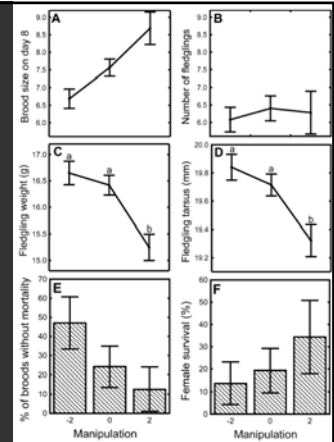 A
Brood size on day 8
9.0
8.5
8.0
7.5
7.0
6.5
6.0
B
Number of fledglings
9.0
8.5
8.0
7.5
7.0
6.5
6.0
C
Fledgling weight (g)
16.5
16.0
15.5
15.0
a
a
b
D
Fledgling tarsus (mm)
19.8
19.6
19.4
19.2
a
a
b
E
% of broods without mortality
70
60
50
40
30
20
10
0
-2
0
2
Manipulation
F
Female survival (%)
60
50
40
30
20
10
0
-2
0
2
Manipulation